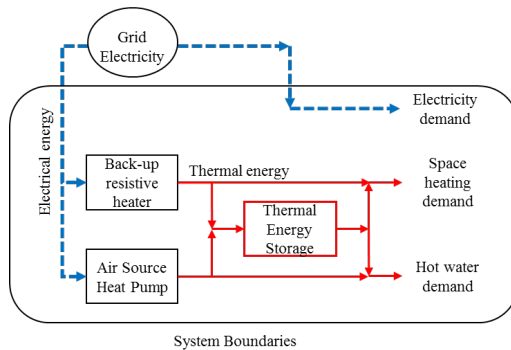 Grid
Electricity
Electricity
demand
Electrical energy
Back-up
resistive
heater
Thermal energy
Space
heating
demand
Thermal
Energy
Storage
Air Source
Heat Pump
Hot water
demand
System Boundaries